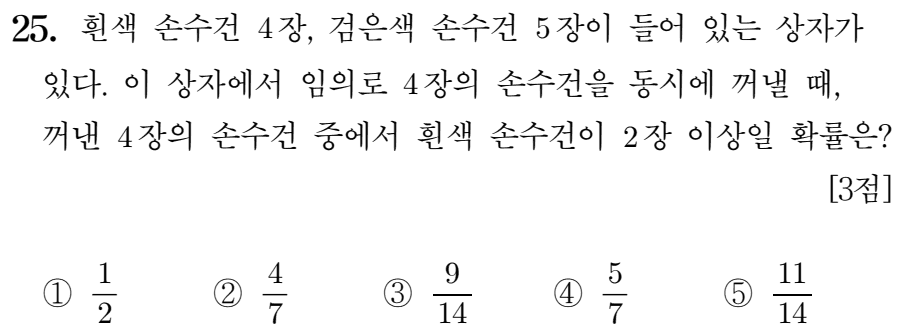 25. 흰색 손수건 4장, 검은색 손수건 5장이 들어 있는 상자가
있다. 이 상자에서 임의로 4장의 손수건을 동시에 꺼낼 때,
꺼낸 4장의 손수건 중에서 흰색 손수건이 2장 이상일 확률은?
[3점]
① 1/2 ② 4/7 ③ 9/14 ④ 5/7 ⑤ 11/14